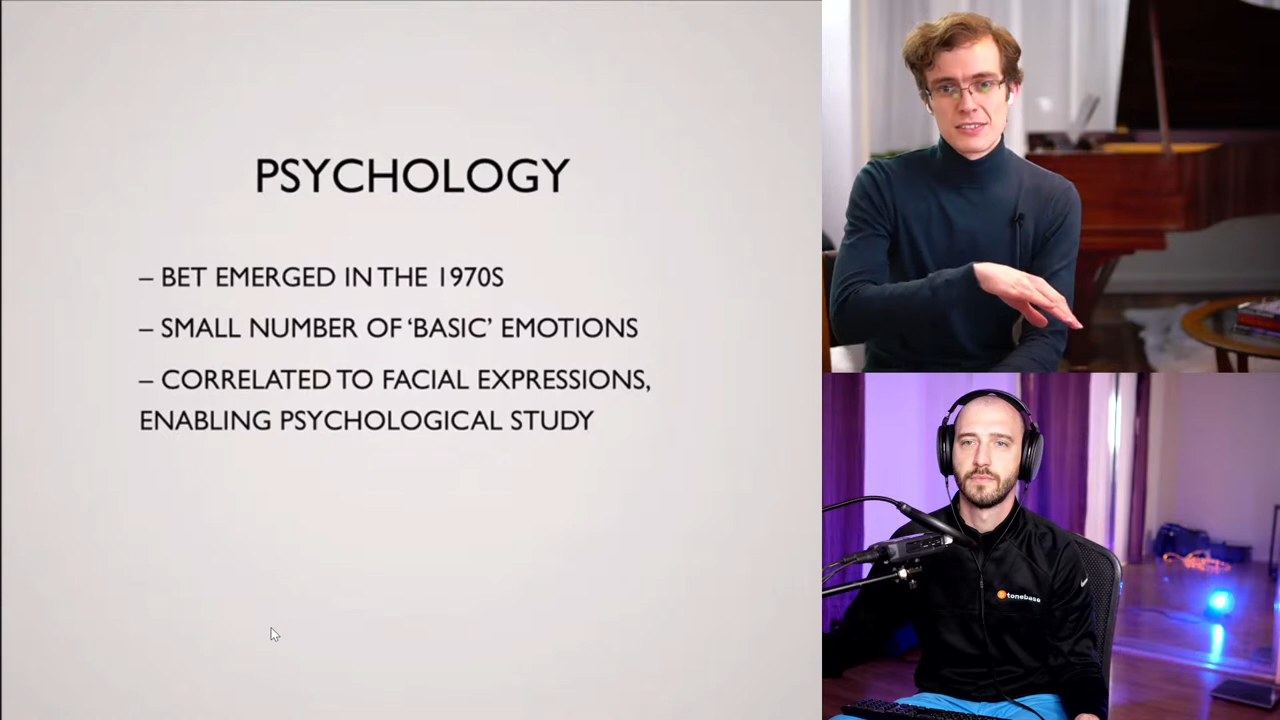 PSYCHOLOGY
– BET EMERGED IN THE 1970S
– SMALL NUMBER OF ‘BASIC’ EMOTIONS
– CORRELATED TO FACIAL EXPRESSIONS,
ENABLING PSYCHOLOGICAL STUDY
tonebase